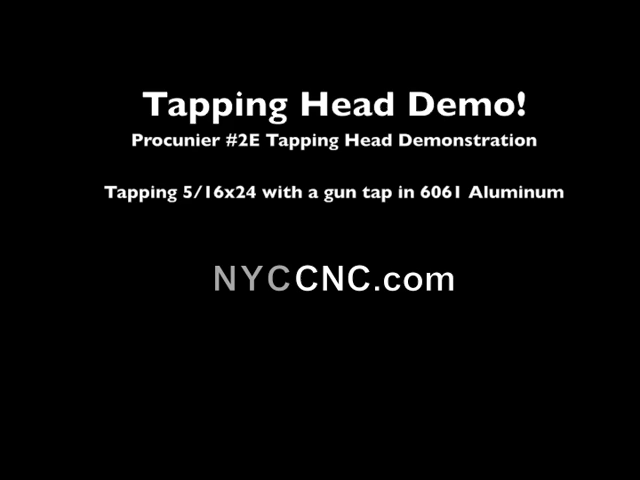 Tapping Head Demo!
Procunier #2E Tapping Head Demonstration
Tapping 5/16x24 with a gun tap in 6061 Aluminum
NYCCNC.com